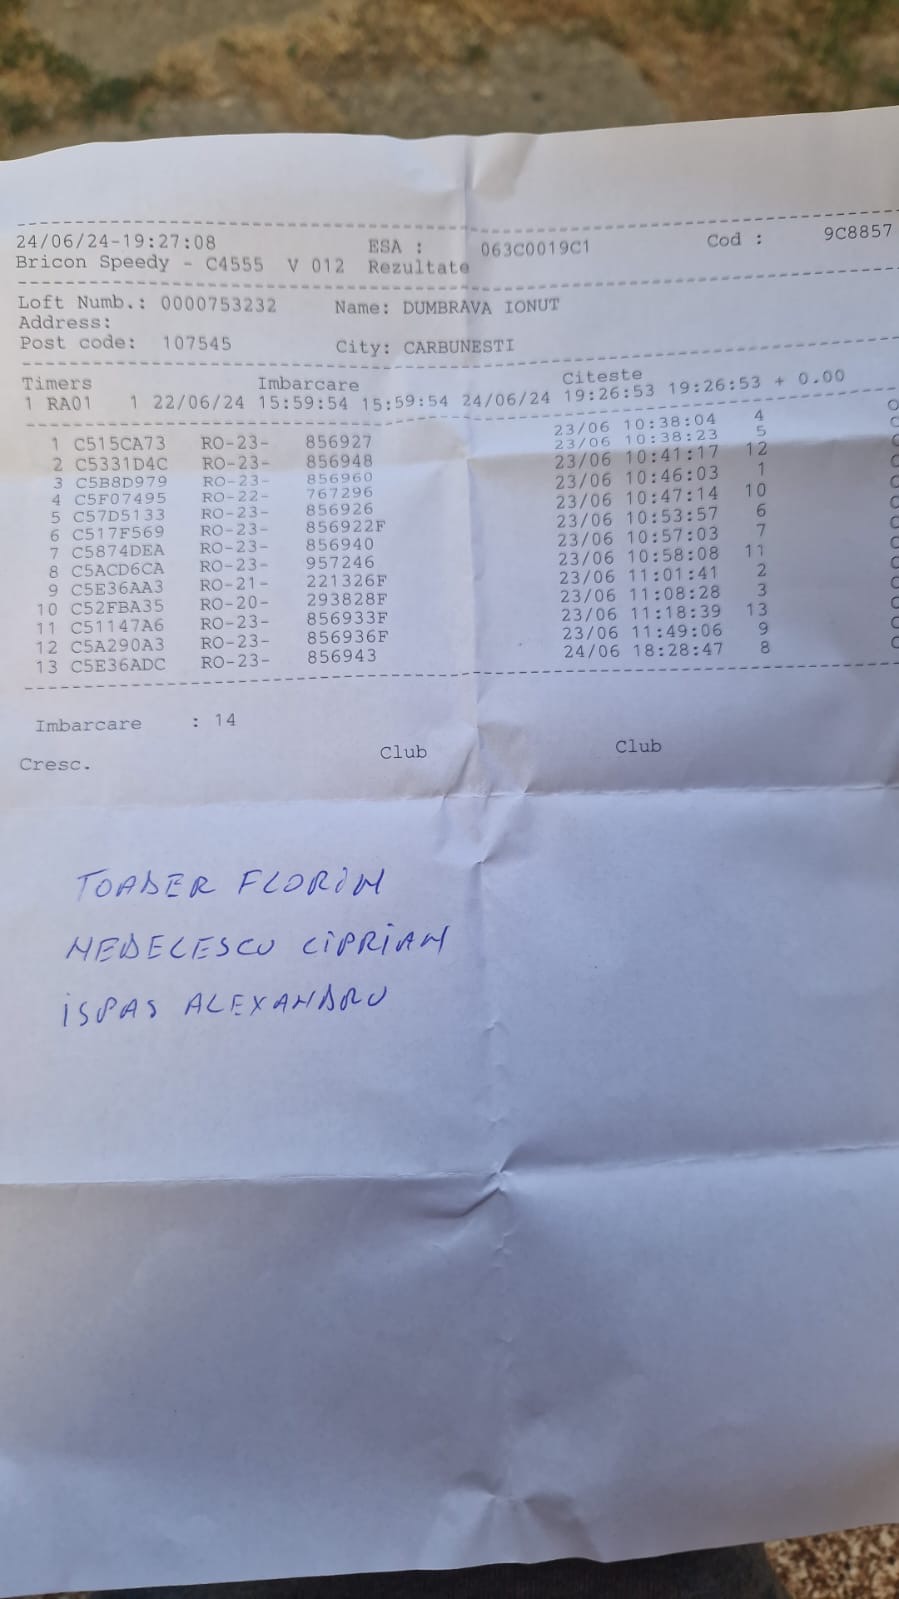 24/06/24-19:27:08 ESA : 063C0019C1 Cod : 9C8857
Bricon Speedy - C4555 V 012 Rezultate
Loft Numb.: 0000753232 Name: DUMBRAVA IONUT
Address:
Post code: 107545 City: CARBUNESTI
Timers Imbarcare Citeste
1 RA01 1 22/06/24 15:59:54 15:59:54 24/06/24 19:26:53 19:26:53 + 0.00
1 C515CA73 RO-23- 856927 23/06 10:38:04 4
2 C5331D4C RO-23- 856948 23/06 10:38:23 5
3 C5B8D979 RO-23- 856960 23/06 10:41:17 12
4 C5F07495 RO-22- 767296 23/06 10:46:03 1
5 C57D5133 RO-23- 856926 23/06 10:47:14 10
6 C517F569 RO-23- 856922F 23/06 10:53:57 6
7 C5874DEA RO-23- 856940 23/06 10:57:03 7
8 C5ACD6CA RO-23- 957246 23/06 10:58:08 11
9 C5E36AA3 RO-21- 221326F 23/06 11:01:41 2
10 C52FBA35 RO-20- 293828F 23/06 11:08:28 3
11 C51147A6 RO-23- 856933F 23/06 11:18:39 13
12 C5A290A3 RO-23- 856936F 23/06 11:49:06 9
13 C5E36ADC RO-23- 856943 24/06 18:28:47 8
Imbarcare : 14
Cresc. Club Club
TOADER FLORIN
NEDELESCU CIPRIAN
ISPAS ALEXANDRU